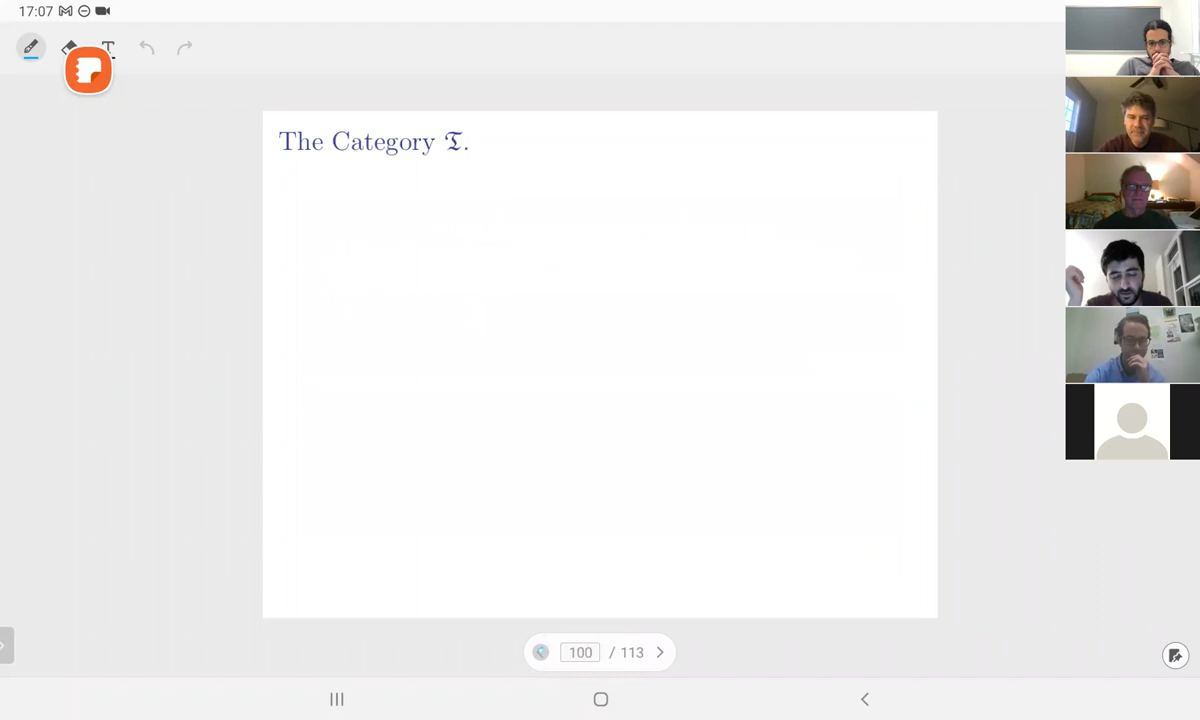 17:07
The Category 𝔗.
100 / 113